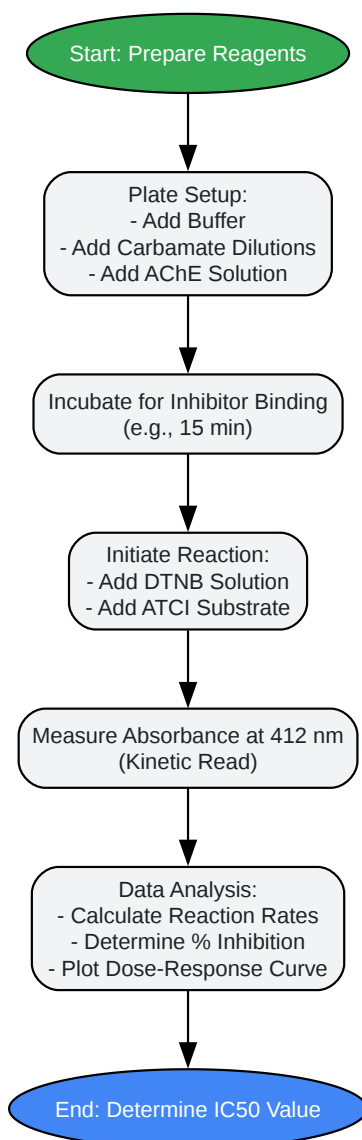 Start: Prepare Reagents
Plate Setup:
- Add Buffer
- Add Carbamate Dilutions
- Add AChE Solution
Incubate for Inhibitor Binding
(e.g., 15 min)
Initiate Reaction:
- Add DTNB Solution
- Add ATCI Substrate
Measure Absorbance at 412 nm
(Kinetic Read)
Data Analysis:
- Calculate Reaction Rates
- Determine % Inhibition
- Plot Dose-Response Curve
End: Determine IC50 Value